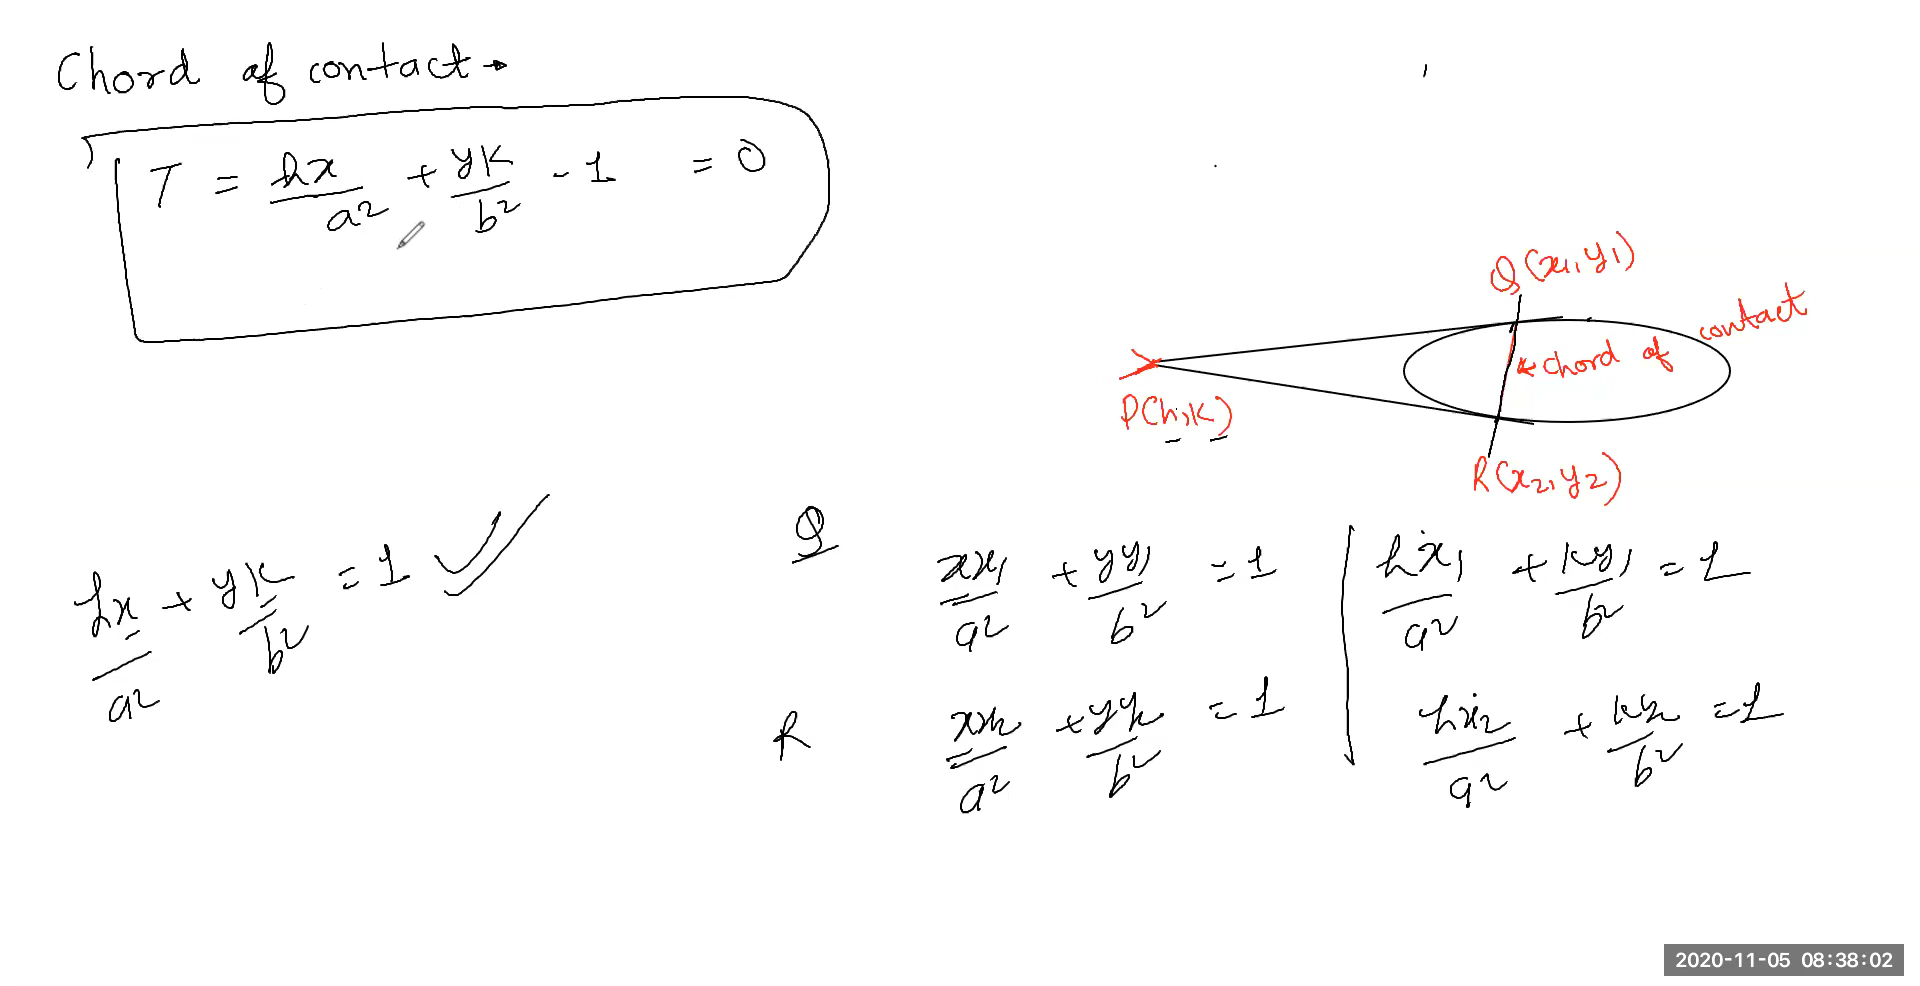 Chord of contact →
T = hx/a² + yk/b² - 1 = 0
Q(x₁, y₁)
contact
← chord of
P(h, k)
R(x₂, y₂)
hx/a² + yk/b² = 1
Q xx₁/a² + yy₁/b² = 1 | hx₁/a² + ky₁/b² = 1
R xx₂/a² + yy₂/b² = 1 | hx₂/a² + ky₂/b² = 1
2020-11-05 08:38:02